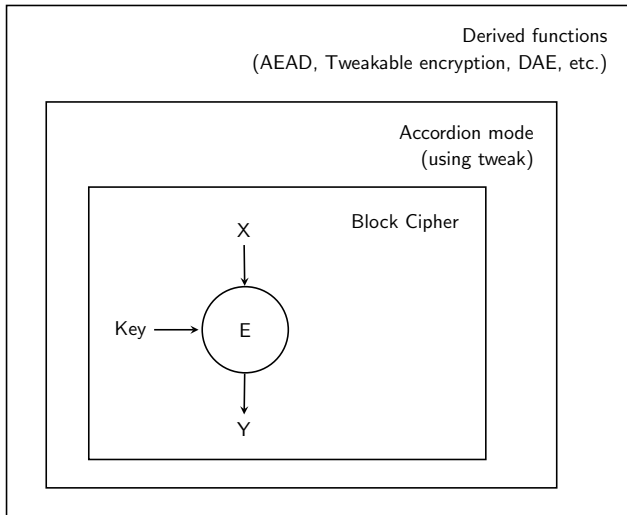 Derived functions
(AEAD, Tweakable encryption, DAE, etc.)
Accordion mode
(using tweak)
Block Cipher
X
Key
E
Y